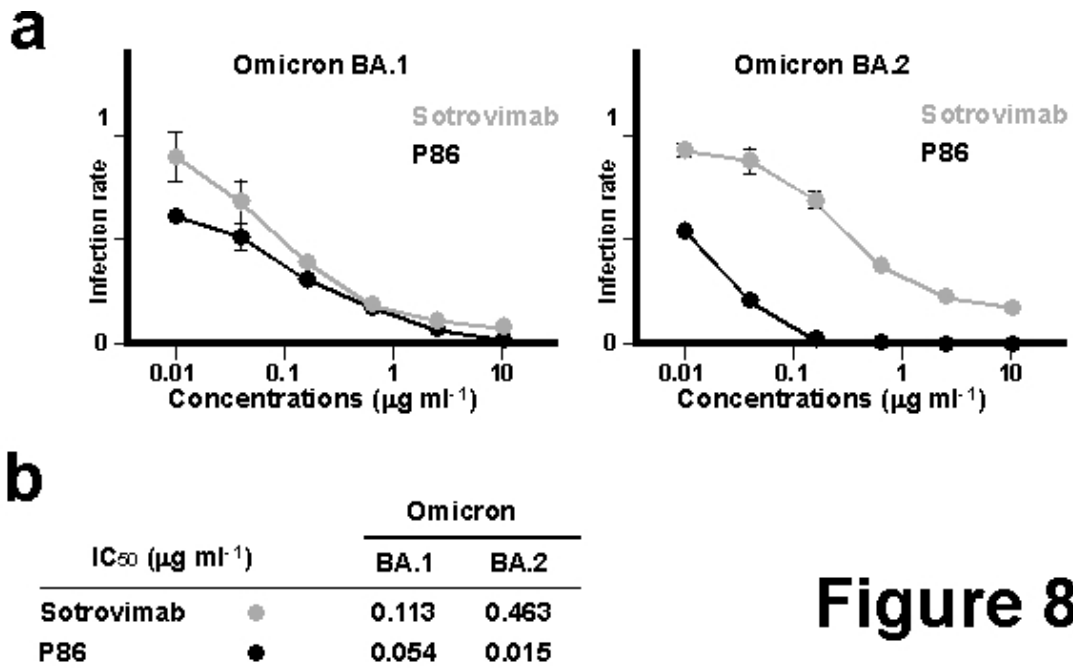 a
Omicron BA.1
Sotrovimab
P86
1
0
Infection rate
0.01 0.1 1 10
Concentrations (µg ml⁻¹)
Omicron BA.2
Sotrovimab
P86
1
0
Infection rate
0.01 0.1 1 10
Concentrations (µg ml⁻¹)
b
Omicron
IC₅₀ (µg ml⁻¹) BA.1 BA.2
Sotrovimab 0.113 0.463
P86 0.054 0.015
Figure 8